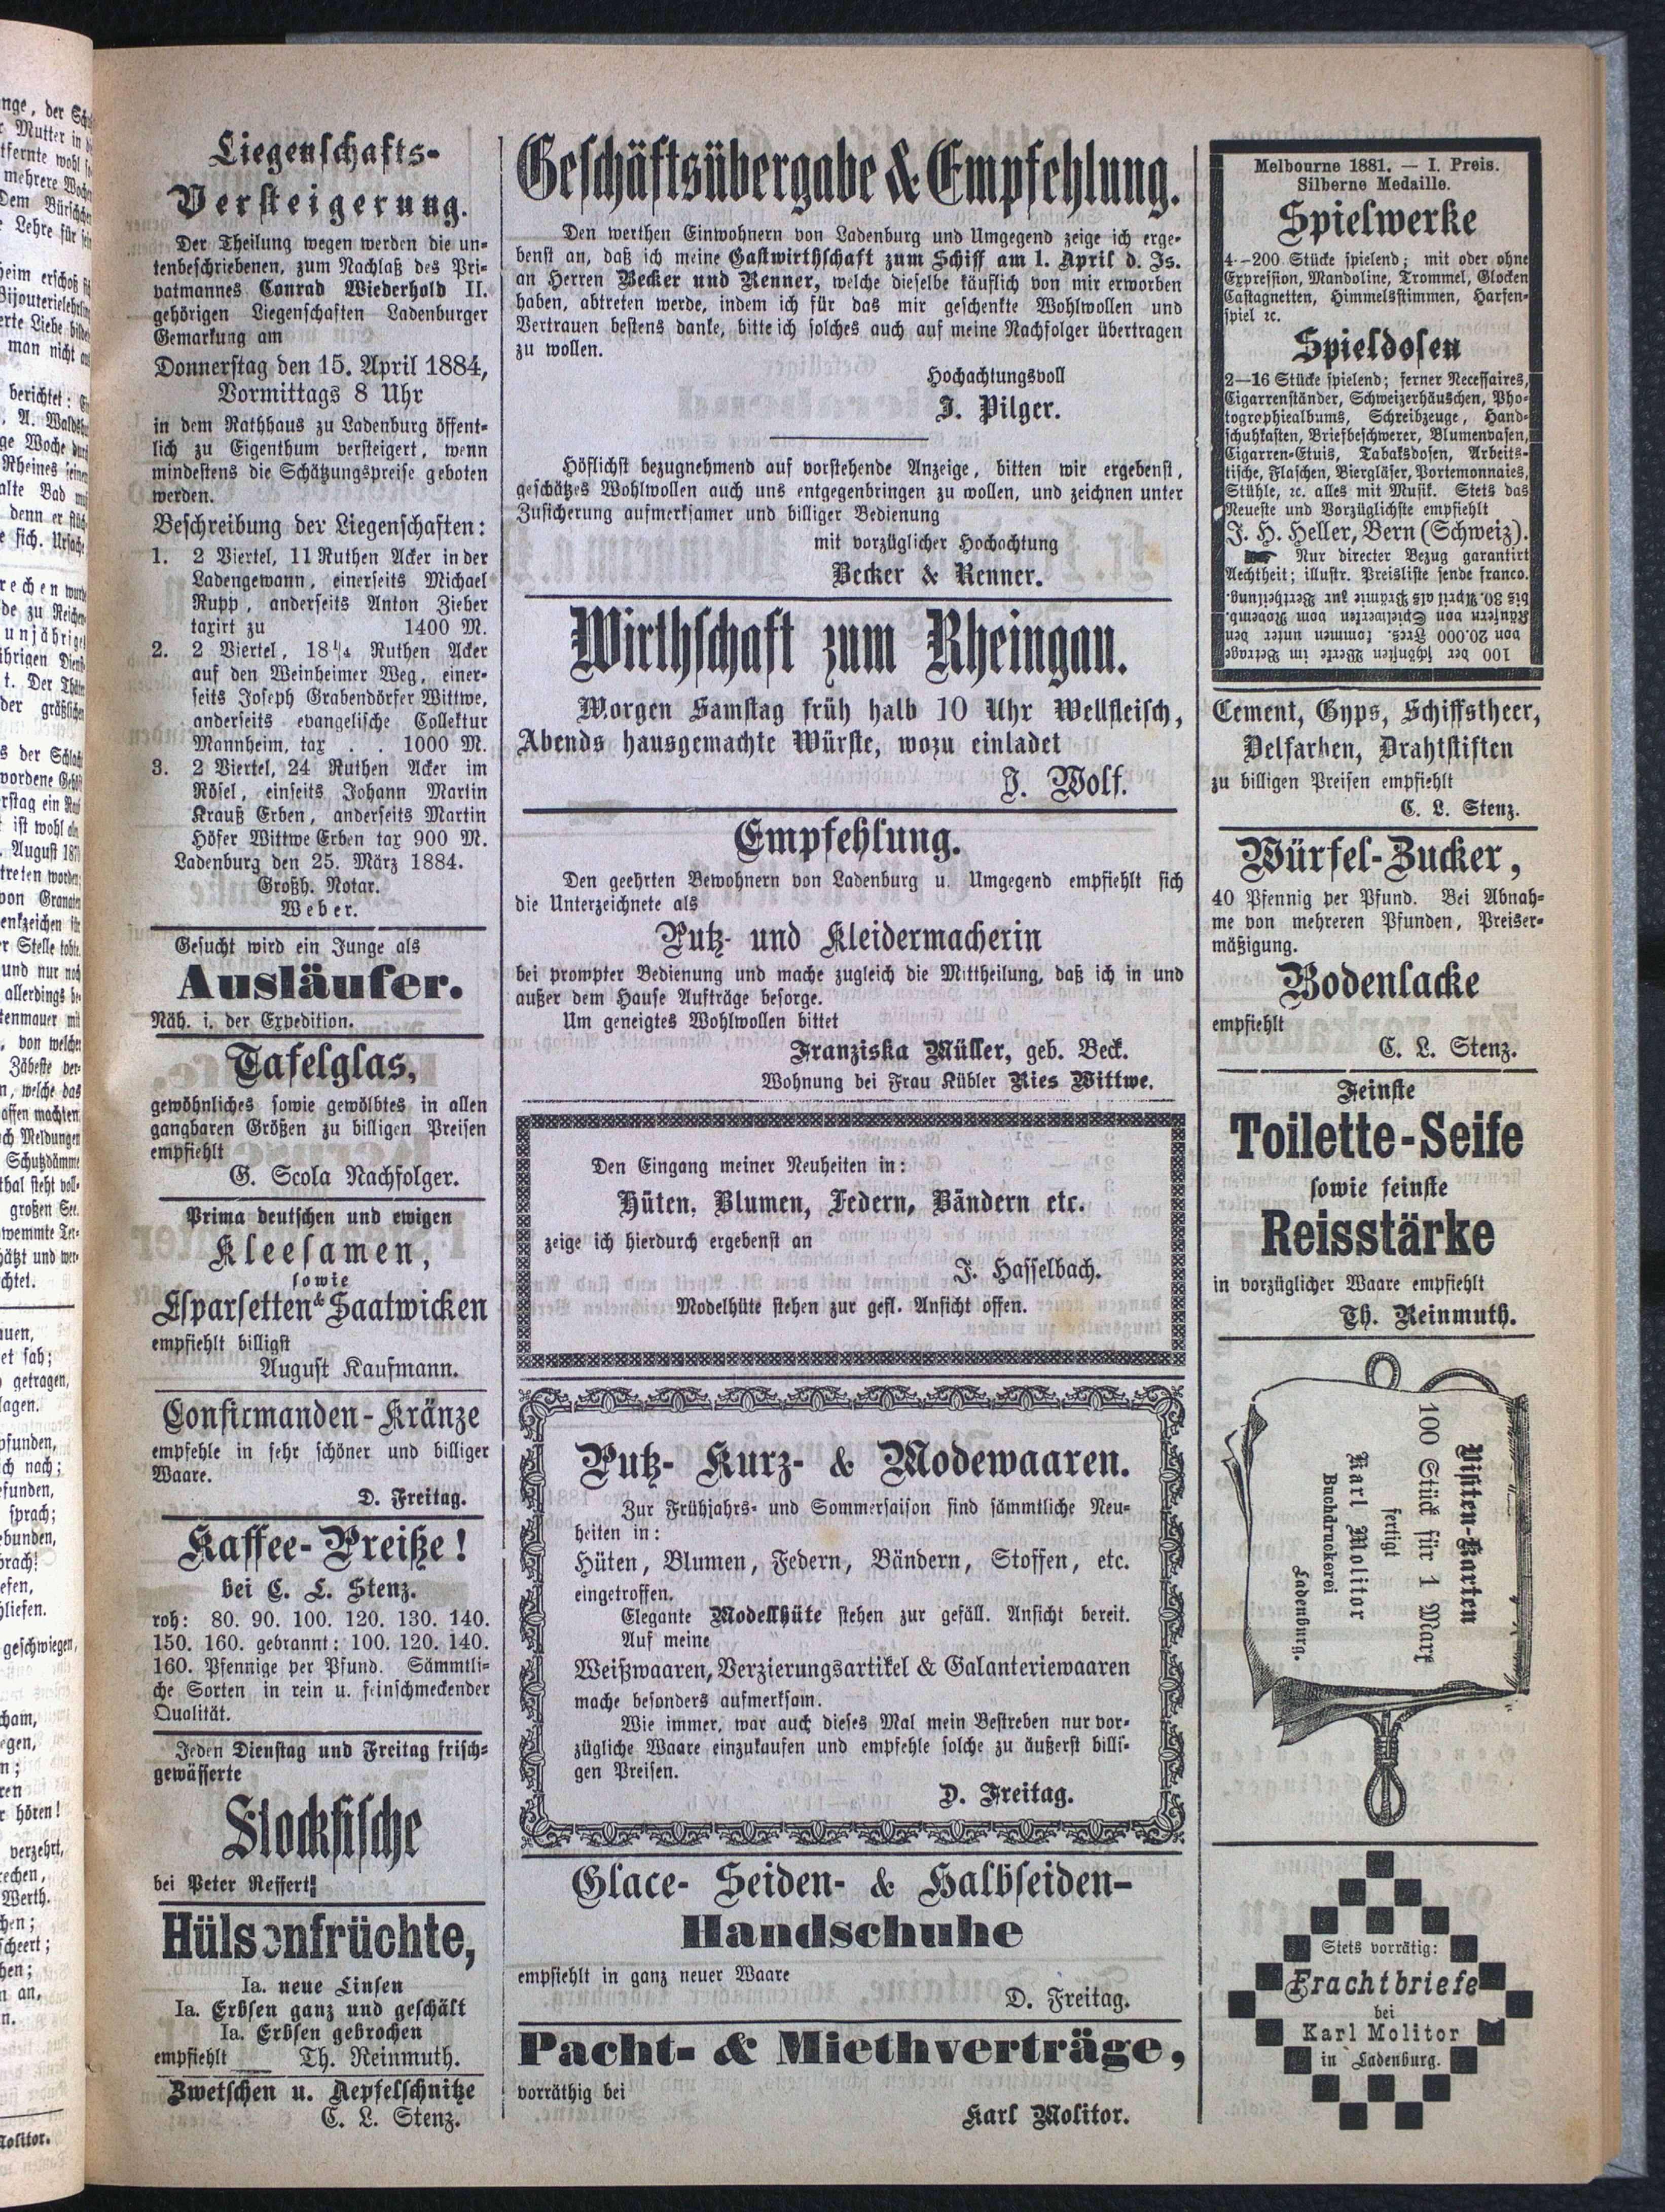 Liegenschafts-
Versteigerung.
Der Theilung wegen werden die un-
tenbeschriebenen, zum Nachlaß des Pri-
vatmannes Conrad Wiederhold II.
gehörigen Liegenschaften Ladenburger
Gemarkung am
Donnerstag den 15. April 1884,
Vormittags 8 Uhr
in dem Rathhaus zu Ladenburg öffent-
lich zu Eigenthum versteigert, wenn
mindestens die Schätzungspreise geboten
werden.
Beschreibung der Liegenschaften:
1. 2 Viertel, 11 Ruthen Acker in der
Ladengewann, einerseits Michael
Rupp, anderseits Anton Zieber
taxirt zu 1400 M.
2. 2 Viertel, 18¼ Ruthen Acker
auf den Weinheimer Weg, einer-
seits Joseph Grabendörfer Wittwe,
anderseits evangelische Collektur
Mannheim, tax . . 1000 M.
3. 2 Viertel, 24 Ruthen Acker im
Rösel, einseits Johann Martin
Krauß Erben, anderseits Martin
Höfer Wittwe Erben tax 900 M.
Ladenburg den 25. März 1884.
Großh. Notar.
Weber.
Gesucht wird ein Junge als
Ausläufer.
Näh. i. der Expedition.
Tafelglas,
gewöhnliches sowie gewölbtes in allen
gangbaren Größen zu billigen Preisen
empfiehlt
G. Scola Nachfolger.
Prima deutschen und ewigen
Kleesamen,
sowie
Esparsetten & Saatwicken
empfiehlt billigst
August Kaufmann.
Confirmanden-Kränze
empfehle in sehr schöner und billiger
Waare.
D. Freitag.
Kaffee-Preiße!
bei C. L. Stenz.
roh: 80. 90. 100. 120. 130. 140.
150. 160. gebrannt: 100. 120. 140.
160. Pfennige per Pfund. Sämmtli-
che Sorten in rein u. feinschmeckender
Qualität.
Jeden Dienstag und Freitag frisch-
gewässerte
Stockfische
bei Peter Reffert
Hülsenfrüchte,
Ia. neue Linsen
Ia. Erbsen ganz und geschält
Ia. Erbsen gebrochen
empfiehlt Th. Reinmuth.
Zwetschen u. Aepfelschnitze
C. L. Stenz.
Geschäftsübergabe & Empfehlung.
Den werthen Einwohnern von Ladenburg und Umgegend zeige ich erge-
benst an, daß ich meine Gastwirthschaft zum Schiff am 1. April d. Js.
an Herren Becker und Renner, welche dieselbe käuflich von mir erworben
haben, abtreten werde, indem ich für das mir geschenkte Wohlwollen und
Vertrauen bestens danke, bitte ich solches auch auf meine Nachfolger übertragen
zu wollen.
Hochachtungsvoll
J. Pilger.
Höflichst bezugnehmend auf vorstehende Anzeige, bitten wir ergebenst,
geschätzes Wohlwollen auch uns entgegenbringen zu wollen, und zeichnen unter
Zusicherung aufmerksamer und billiger Bedienung
mit vorzüglicher Hochachtung
Becker & Renner.
Wirthschaft zum Rheingau.
Morgen Samstag früh halb 10 Uhr Wellfleisch,
Abends hausgemachte Würste, wozu einladet
J. Wolf.
Empfehlung.
Den geehrten Bewohnern von Ladenburg u. Umgegend empfiehlt sich
die Unterzeichnete als
Putz- und Kleidermacherin
bei prompter Bedienung und mache zugleich die Mittheilung, daß ich in und
außer dem Hause Aufträge besorge.
Um geneigtes Wohlwollen bittet
Franziska Müller, geb. Beck.
Wohnung bei Frau Kübler Ries Wittwe.
Den Eingang meiner Neuheiten in:
Hüten, Blumen, Federn, Bändern etc.
zeige ich hierdurch ergebenst an
J. Hasselbach.
Modelhüte stehen zur gefl. Ansicht offen.
Putz- Kurz- & Modewaaren.
Zur Frühjahrs- und Sommersaison sind sämmtliche Neu-
heiten in:
Hüten, Blumen, Federn, Bändern, Stoffen, etc.
eingetroffen.
Elegante Modellhüte stehen zur gefäll. Ansicht bereit.
Auf meine
Weißwaaren, Verzierungsartikel & Galanteriewaaren
mache besonders aufmerksam.
Wie immer, war auch dieses Mal mein Bestreben nur vor-
zügliche Waare einzukaufen und empfehle solche zu äußerst billi-
gen Preisen.
D. Freitag.
Glace- Seiden- & Halbseiden-
Handschuhe
empfiehlt in ganz neuer Waare
D. Freitag.
Pacht- & Miethverträge,
vorräthig bei
Karl Molitor.
Melbourne 1881. — I. Preis.
Silberne Medaille.
Spielwerke
4—200 Stücke spielend; mit oder ohne
Expression, Mandoline, Trommel, Glocken
Castagnetten, Himmelsstimmen, Harfen-
spiel ꝛc.
Spieldosen
2—16 Stücke spielend; ferner Necessaires,
Cigarrenständer, Schweizerhäuschen, Pho-
tographiealbums, Schreibzeuge, Hand-
schuhkasten, Briefbeschwerer, Blumenvasen,
Cigarren-Etuis, Tabaksdosen, Arbeits-
tische, Flaschen, Biergläser, Portemonnaies,
Stühle, ꝛc. alles mit Musik. Stets das
Neueste und Vorzüglichste empfiehlt
J. H. Heller, Bern (Schweiz).
Nur directer Bezug garantirt
Aechtheit; illustr. Preisliste sende franco.
100 der schönsten Werke im Betrage
von 20.000 Frcs. kommen unter den
Käufern von Spielwerken vom Novemb.
bis 30. April als Prämie zur Vertheilung.
Cement, Gyps, Schiffstheer,
Oelfarben, Drahtstiften
zu billigen Preisen empfiehlt
C. L. Stenz.
Würfel-Zucker,
40 Pfennig per Pfund. Bei Abnah-
me von mehreren Pfunden, Preiser-
mäßigung.
Bodenlacke
empfiehlt
C. L. Stenz.
Feinste
Toilette-Seife
sowie feinste
Reisstärke
in vorzüglicher Waare empfiehlt
Th. Reinmuth.
Visiten-Karten
100 Stück für 1 Mark
fertigt
Karl Molitor
Buchdruckerei
Ladenburg.
Stets vorrätig:
Frachtbriefe
bei
Karl Molitor
in Ladenburg.